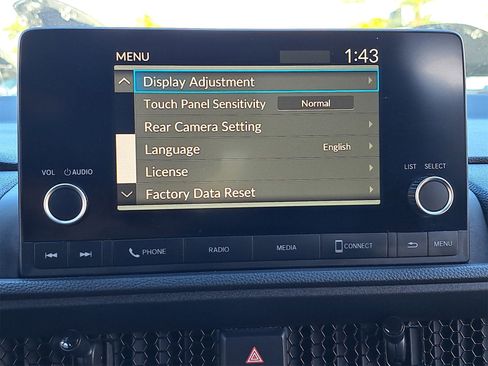 MENU 1:43
Display Adjustment
Touch Panel Sensitivity Normal
Rear Camera Setting
Language English
License
Factory Data Reset
VOL AUDIO
LIST SELECT
PHONE RADIO MEDIA CONNECT MENU